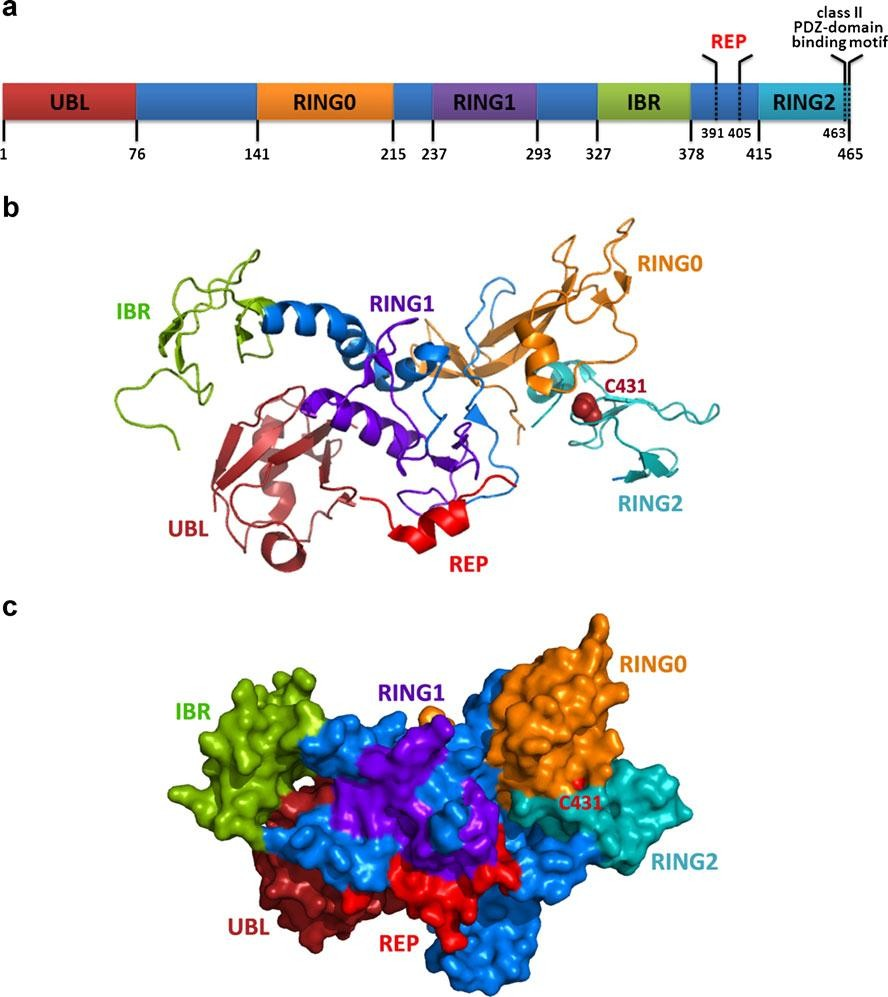 a
class II
PDZ-domain
binding motif
REP
UBL
RING0
RING1
IBR
RING2
391 405
463
1
76
141
215
237
293
327
378
415
465
b
RING0
IBR
RING1
C431
RING2
UBL
REP
c
RING0
IBR
RING1
C431
RING2
UBL
REP